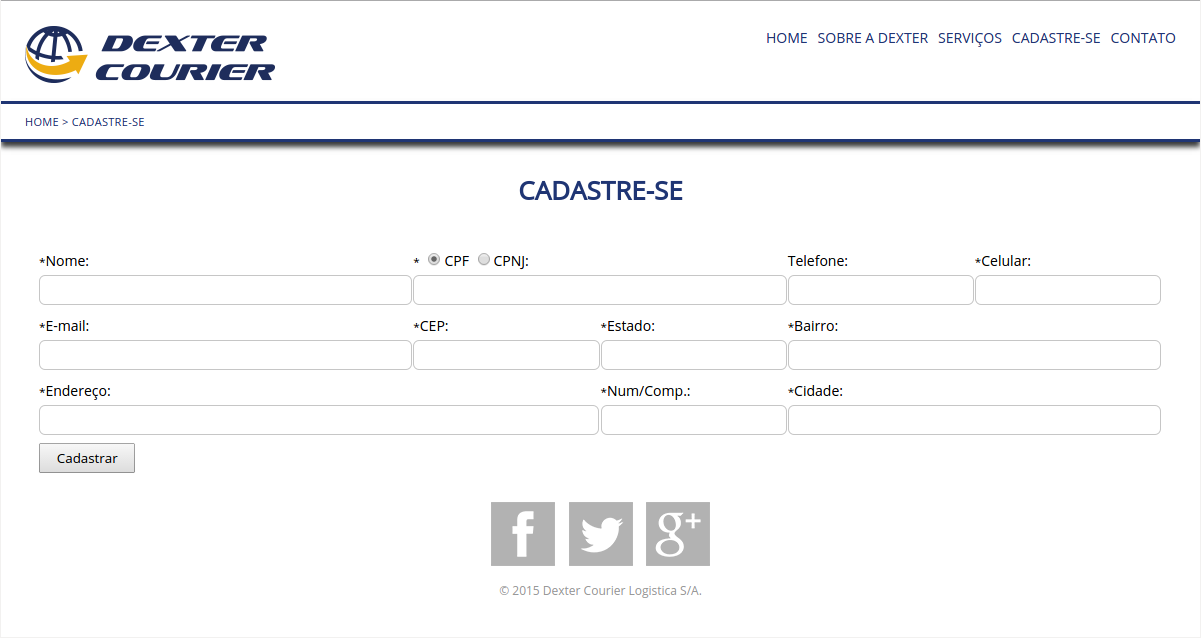 DEXTER
COURIER
HOME SOBRE A DEXTER SERVIÇOS CADASTRE-SE CONTATO
HOME > CADASTRE-SE
CADASTRE-SE
*Nome: * CPF CPNJ: Telefone: *Celular:
*E-mail: *CEP: *Estado: *Bairro:
*Endereço: *Num/Comp.: *Cidade:
Cadastrar
f g+
© 2015 Dexter Courier Logistica S/A.